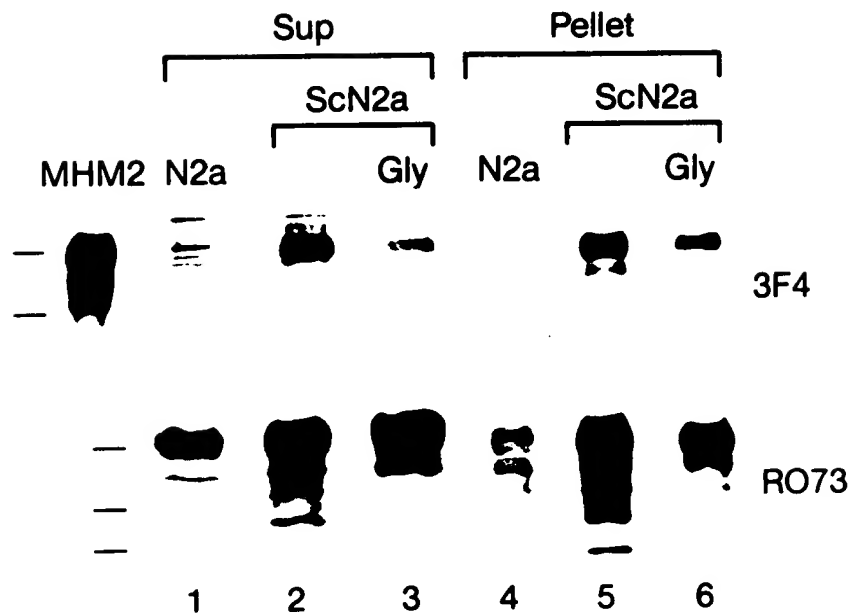 Sup Pellet
ScN2a ScN2a
MHM2 N2a Gly N2a Gly
3F4
RO73
1 2 3 4 5 6